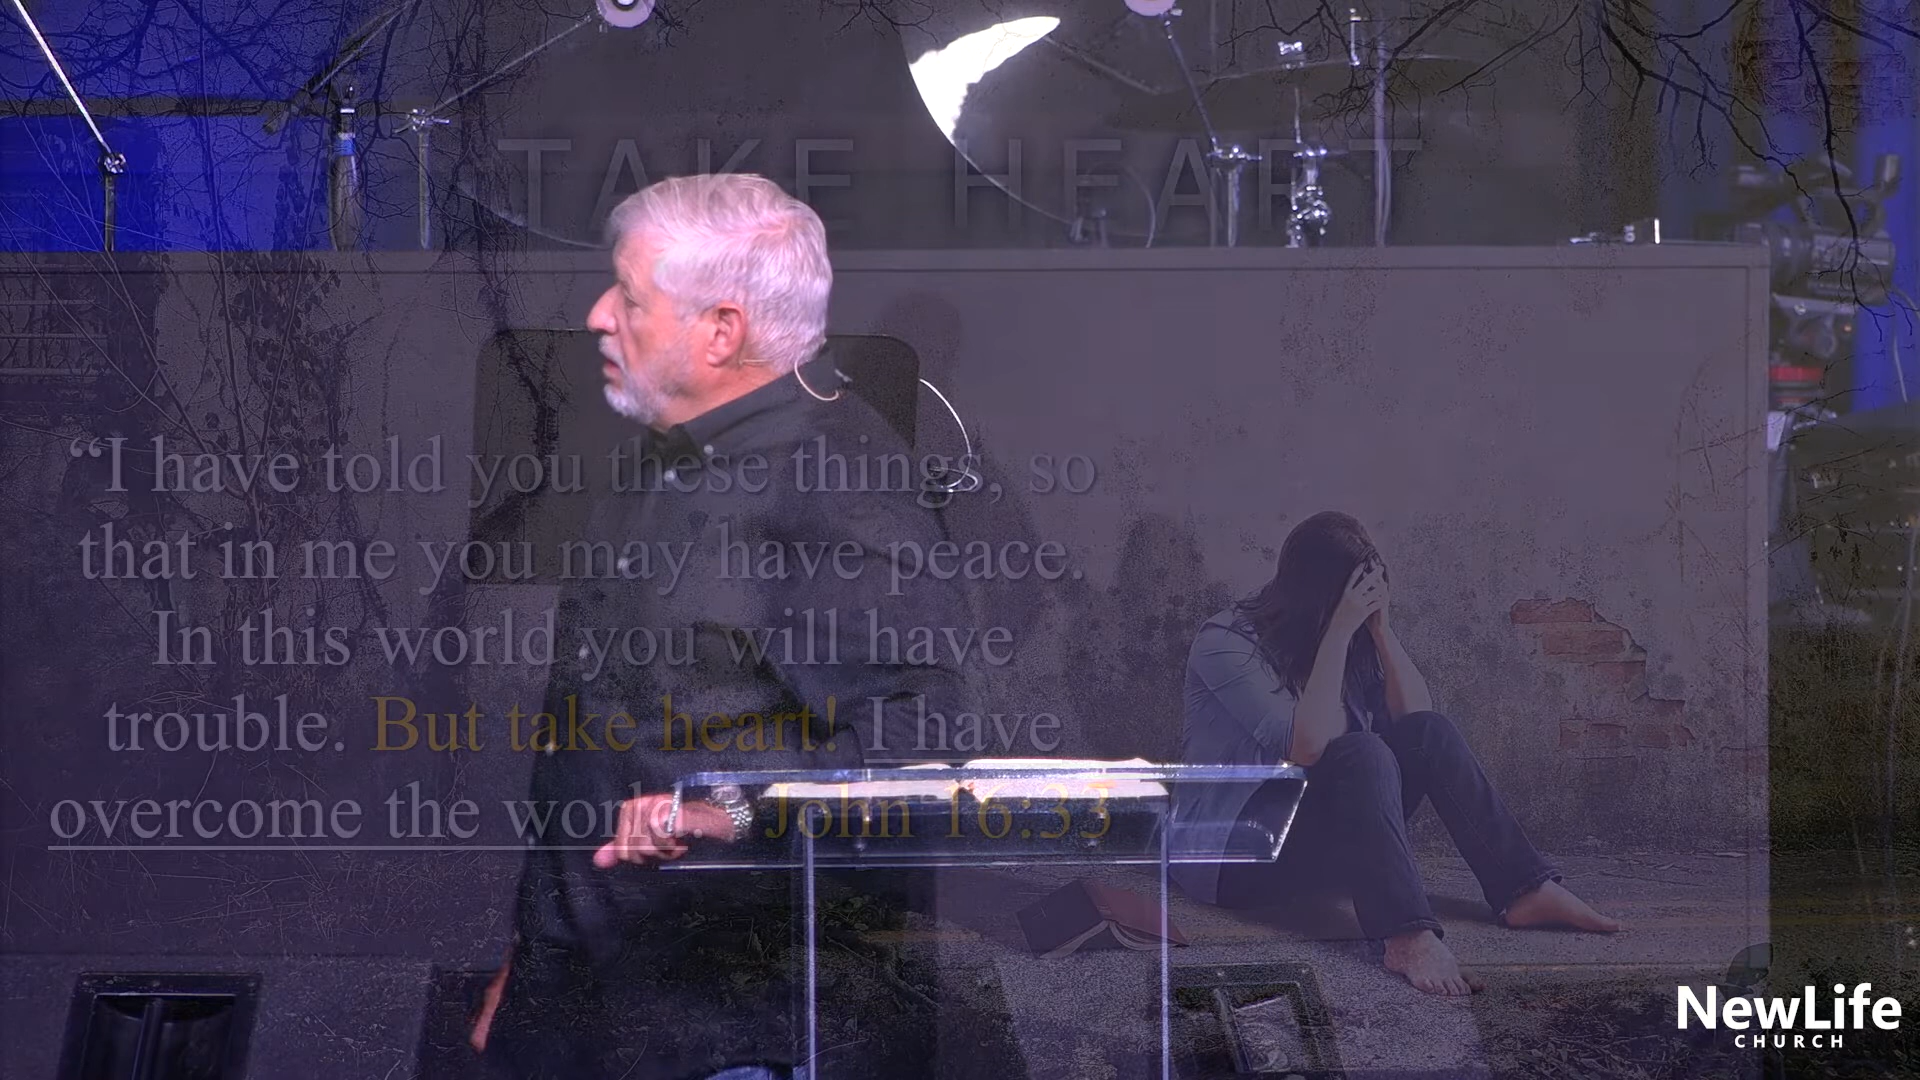 TAKE HEART
“I have told you these things, so
that in me you may have peace.
In this world you will have
trouble. But take heart! I have
overcome the world. John 16:33
NewLife
CHURCH